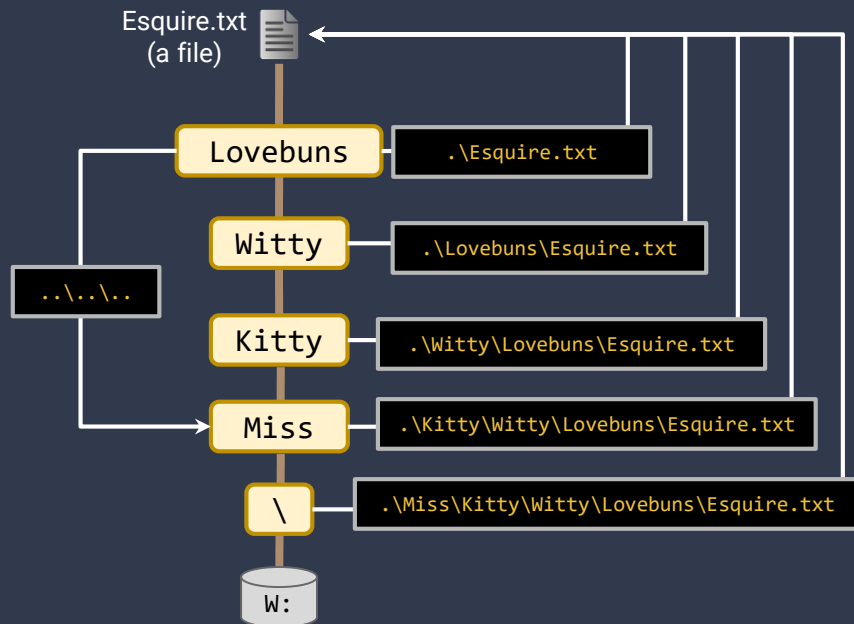 Esquire.txt
(a file)
Lovebuns
.\Esquire.txt
Witty
.\Lovebuns\Esquire.txt
..\..\..
Kitty
.\Witty\Lovebuns\Esquire.txt
Miss
.\Kitty\Witty\Lovebuns\Esquire.txt
\
.\Miss\Kitty\Witty\Lovebuns\Esquire.txt
W: